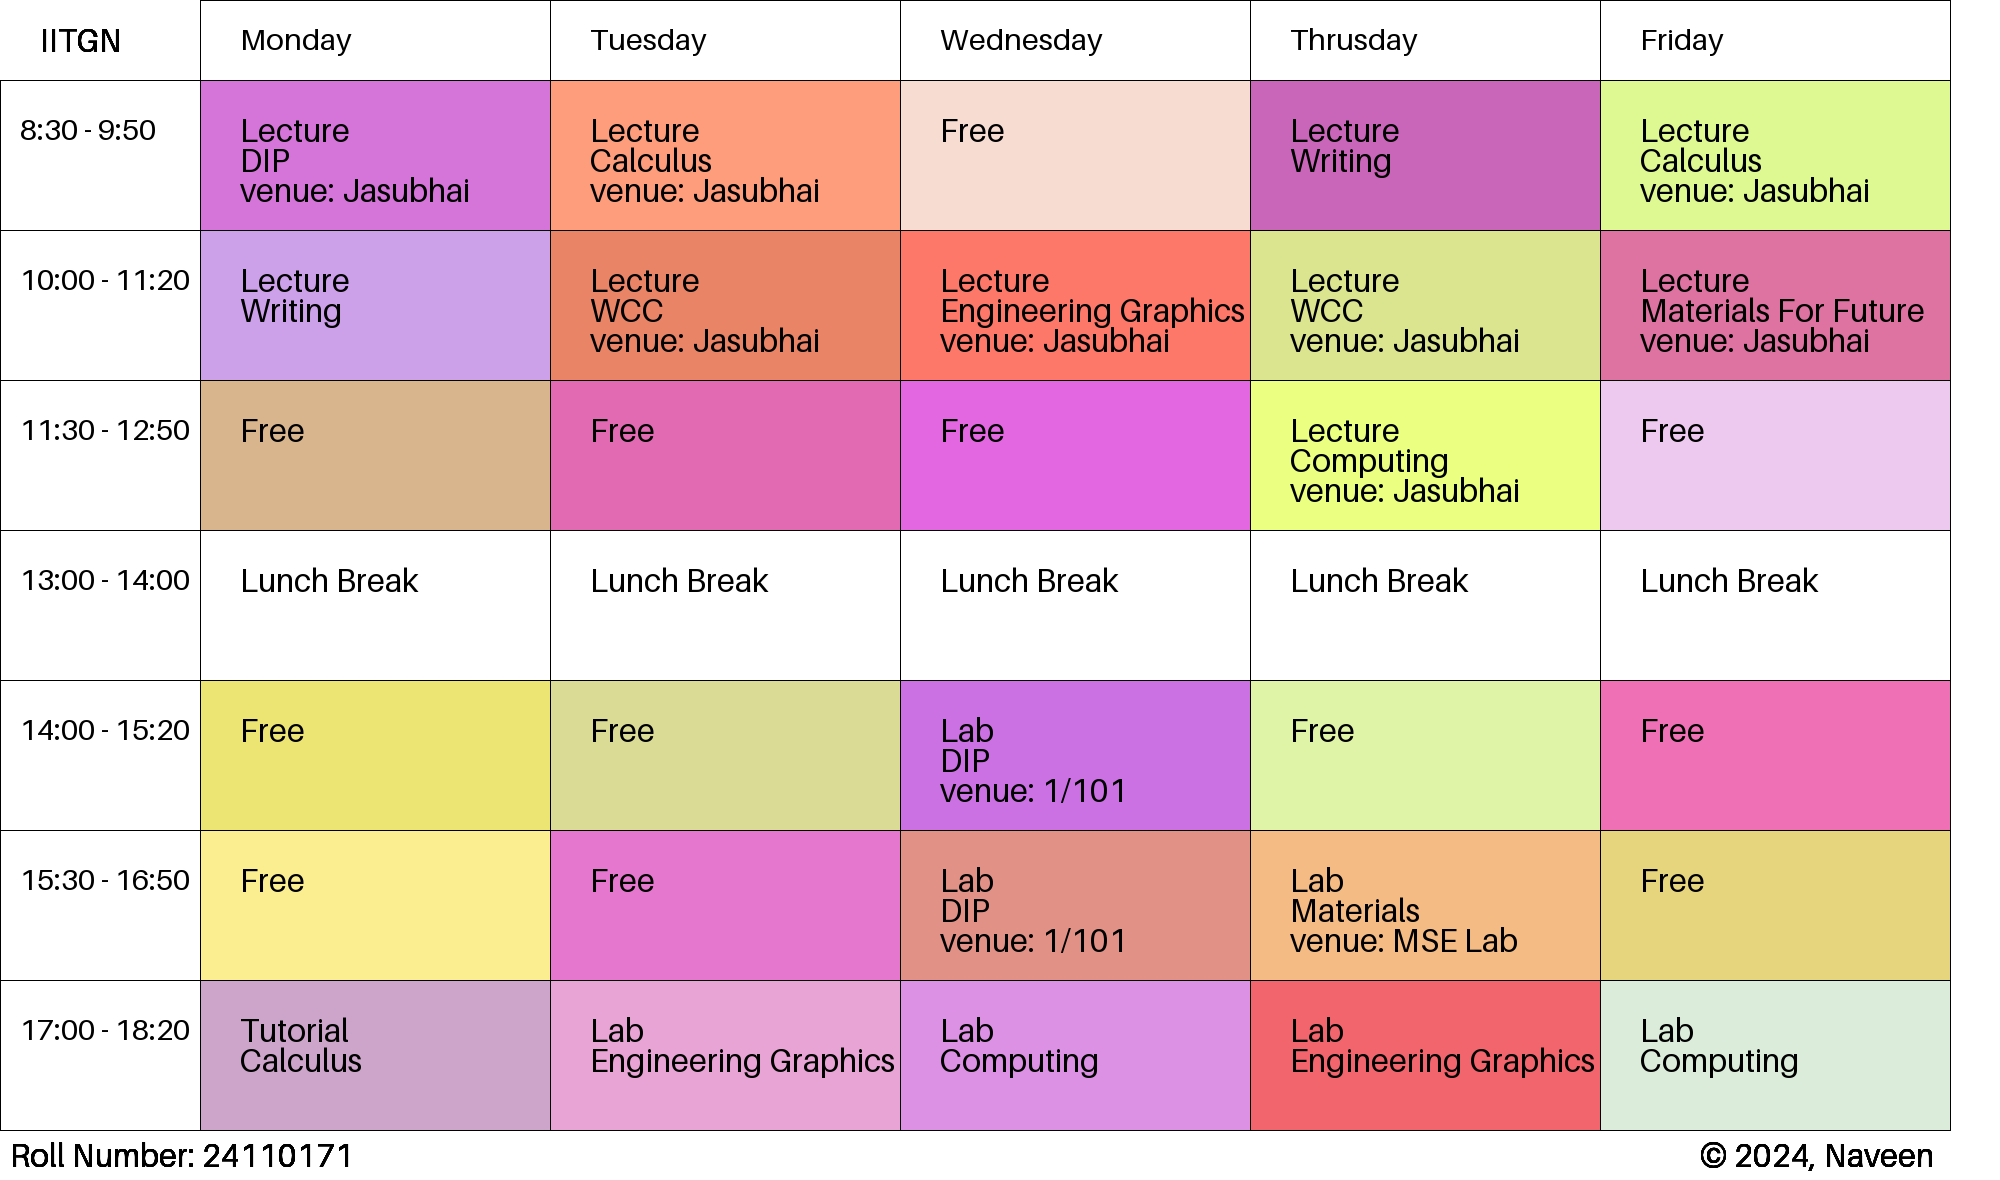 IITGN Monday Tuesday Wednesday Thrusday Friday
8:30 - 9:50
Lecture
DIP
venue: Jasubhai
Lecture
Calculus
venue: Jasubhai
Free
Lecture
Writing
Lecture
Calculus
venue: Jasubhai
10:00 - 11:20
Lecture
Writing
Lecture
WCC
venue: Jasubhai
Lecture
Engineering Graphics
venue: Jasubhai
Lecture
WCC
venue: Jasubhai
Lecture
Materials For Future
venue: Jasubhai
11:30 - 12:50
Free
Free
Free
Lecture
Computing
venue: Jasubhai
Free
13:00 - 14:00
Lunch Break
Lunch Break
Lunch Break
Lunch Break
Lunch Break
14:00 - 15:20
Free
Free
Lab
DIP
venue: 1/101
Free
Free
15:30 - 16:50
Free
Free
Lab
DIP
venue: 1/101
Lab
Materials
venue: MSE Lab
Free
17:00 - 18:20
Tutorial
Calculus
Lab
Engineering Graphics
Lab
Computing
Lab
Engineering Graphics
Lab
Computing
Roll Number: 24110171
© 2024, Naveen